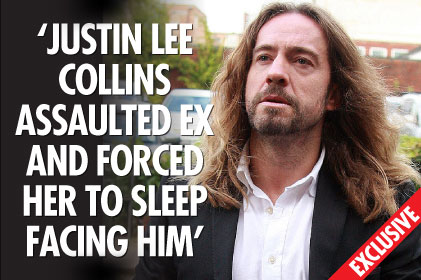 ‘JUSTIN LEE
COLLINS
ASSAULTED EX
AND FORCED
HER TO SLEEP
FACING HIM’
EXCLUSIVE